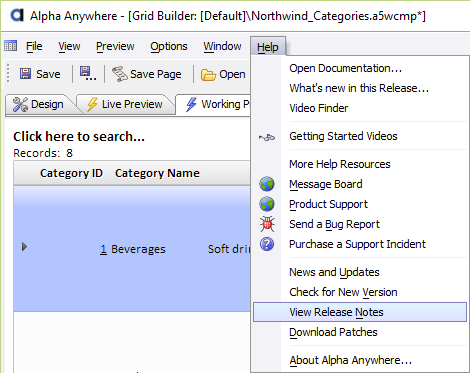 Alpha Anywhere - [Grid Builder: [Default]\Northwind_Categories.a5wcmp*]
File View Preview Options Window Help
Save Save Page Open
Design Live Preview Working P
Click here to search...
Records: 8
Category ID Category Name
1 Beverages Soft drin
Open Documentation...
What's new in this Release...
Video Finder
Getting Started Videos
More Help Resources
Message Board
Product Support
Send a Bug Report
Purchase a Support Incident
News and Updates
Check for New Version
View Release Notes
Download Patches
About Alpha Anywhere...